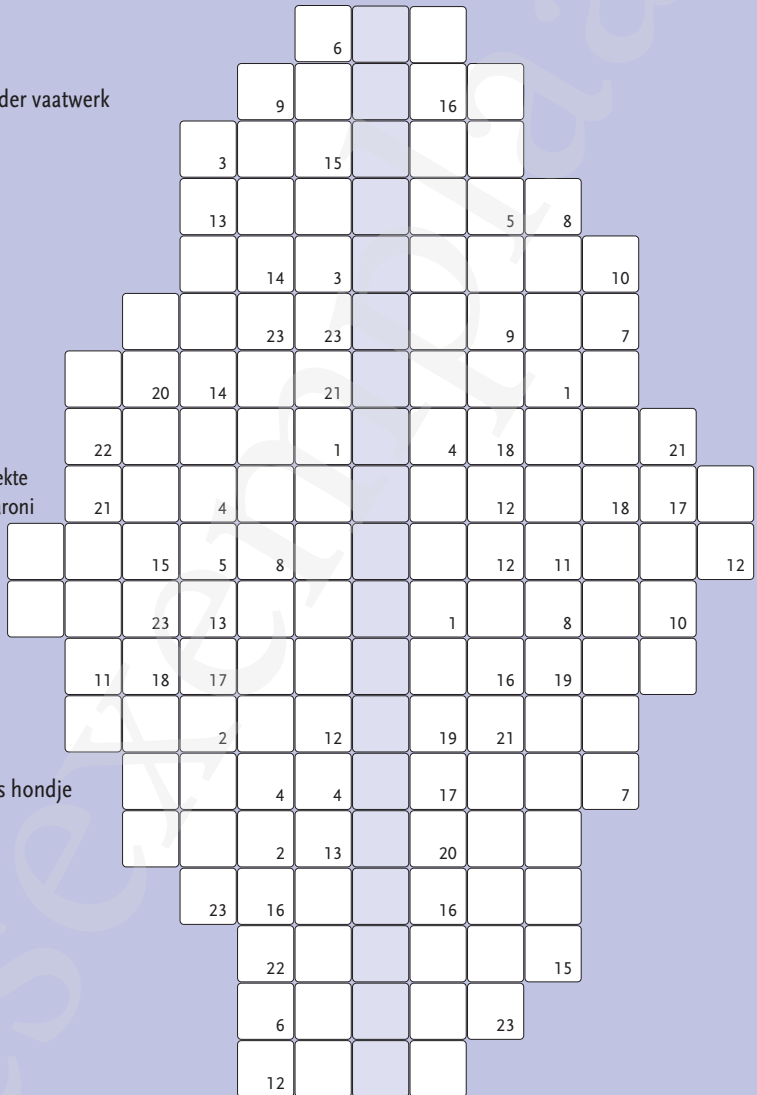 6
der vaatwerk
9 16
3 15
13 5 8
14 3 10
23 23 9 7
20 14 21 1
22 1 4 18 21
ekte
roni 21 4 12 18 17
15 5 8 12 11 12
23 13 1 8 10
11 18 17 16 19
2 12 19 21
s hondje 4 4 17 7
2 13 20
23 16 16
22 15
6 23
12